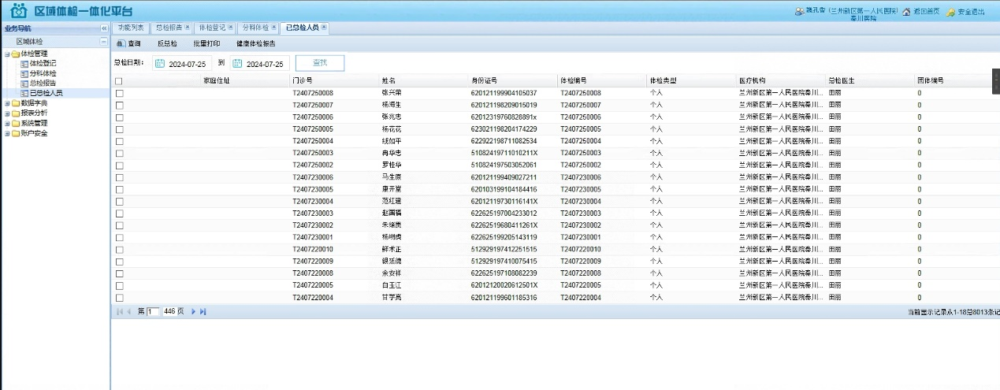 区域体检一体化平台
魏孔香 (兰州新区第一人民医院秦川医院 返回首页 安全退出
业务导航 功能列表 总检报告 体检登记 分科体检 已总检人员
区域体检 查询 反总检 批量打印 健康体检报告
体检管理
体检登记
分科体检
总检报告
已总检人员
数据字典
报表分析
系统管理
账户安全
总检日期: 2024-07-25 到 2024-07-25 查找
家庭住址 门诊号 姓名 身份证号 体检编号 体检类型 医疗机构 总检医生 团体编号
T2407250008 张兴荣 620121199904105037 T2407250008 个人 兰州新区第一人民医院秦川... 田丽 0
T2407250007 杨海生 620121198209015019 T2407250007 个人 兰州新区第一人民医院秦川... 田丽 0
T2407250006 张兆忠 62012319760828891x T2407250006 个人 兰州新区第一人民医院秦川... 田丽 0
T2407250005 杨花花 623021198204174229 T2407250005 个人 兰州新区第一人民医院秦川... 田丽 0
T2407250004 线如平 622922198711082534 T2407250004 个人 兰州新区第一人民医院秦川... 田丽 0
T2407250003 冉华忠 51082419711010211X T2407250003 个人 兰州新区第一人民医院秦川... 田丽 0
T2407250002 罗桂华 510824197503052061 T2407250002 个人 兰州新区第一人民医院秦川... 田丽 0
T2407230006 马生原 620121199409027211 T2407230006 个人 兰州新区第一人民医院秦川... 田丽 0
T2407230005 康开堂 620103199104184416 T2407230005 个人 兰州新区第一人民医院秦川... 田丽 0
T2407230004 范红建 62012119730116141X T2407230004 个人 兰州新区第一人民医院秦川... 田丽 0
T2407230003 赵国福 622625197004233012 T2407230003 个人 兰州新区第一人民医院秦川... 田丽 0
T2407230002 朱绪贵 62262519680411261X T2407230002 个人 兰州新区第一人民医院秦川... 田丽 0
T2407230001 杨明虎 622625199205143119 T2407230001 个人 兰州新区第一人民医院秦川... 田丽 0
T2407220010 鲜术正 512929197412251515 T2407220010 个人 兰州新区第一人民医院秦川... 田丽 0
T2407220009 银廷德 512929197410075415 T2407220009 个人 兰州新区第一人民医院秦川... 田丽 0
T2407220008 余安祥 622625197108082239 T2407220008 个人 兰州新区第一人民医院秦川... 田丽 0
T2407220005 白玉江 62012120020612501X T2407220005 个人 兰州新区第一人民医院秦川... 田丽 0
T2407220004 甘学亮 620121199601185316 T2407220004 个人 兰州新区第一人民医院秦川... 田丽 0
第 1 446 页 当前显示记录从1-18总8013条记